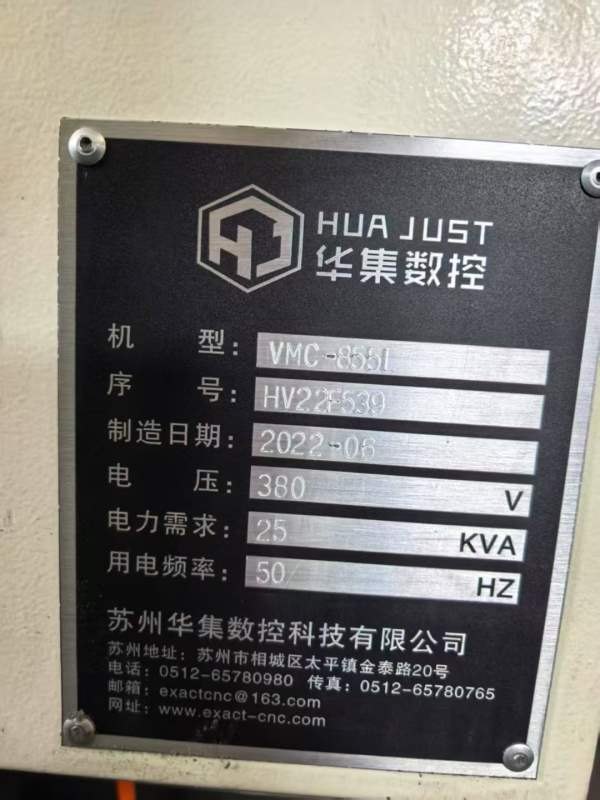 HUA JUST
华集数控
机 型: VMC-855L
序 号: HV22F539
制造日期: 2022-06
电 压: 380 V
电力需求: 25 KVA
用电频率: 50 HZ
苏州华集数控科技有限公司
苏州地址: 苏州市相城区太平镇金泰路20号
电话: 0512-65780980 传真: 0512-65780765
邮箱: exactcnc@163.com
网址: www.exact-cnc.com